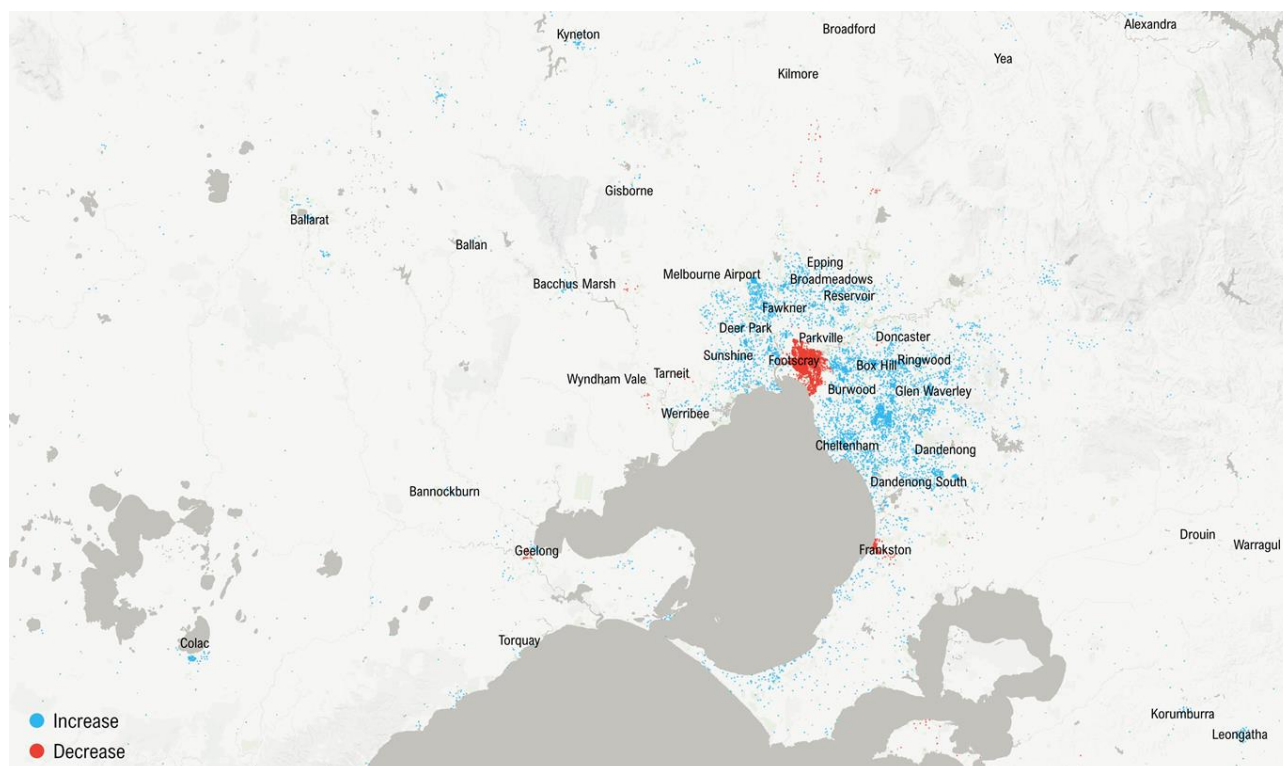 Alexandra
Broadford
Kyneton
Yea
Kilmore
Gisborne
Ballarat
Ballan
Epping
Melbourne Airport
Broadmeadows
Bacchus Marsh
Reservoir
Fawkner
Deer Park
Parkville
Doncaster
Sunshine
Footscray
Box Hill
Ringwood
Tarneit
Wyndham Vale
Burwood
Glen Waverley
Werribee
Cheltenham
Dandenong
Dandenong South
Bannockburn
Drouin
Warragul
Geelong
Frankston
Torquay
Colac
Korumburra
Leongatha
Increase
Decrease